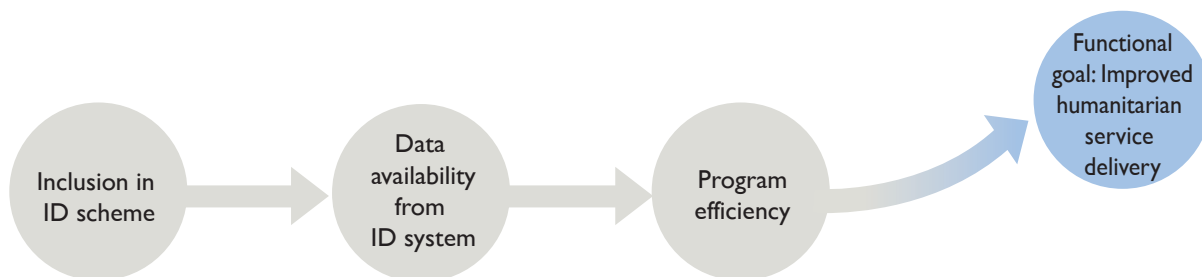 Inclusion in
ID scheme
Data
availability
from
ID system
Program
efficiency
Functional
goal: Improved
humanitarian
service
delivery